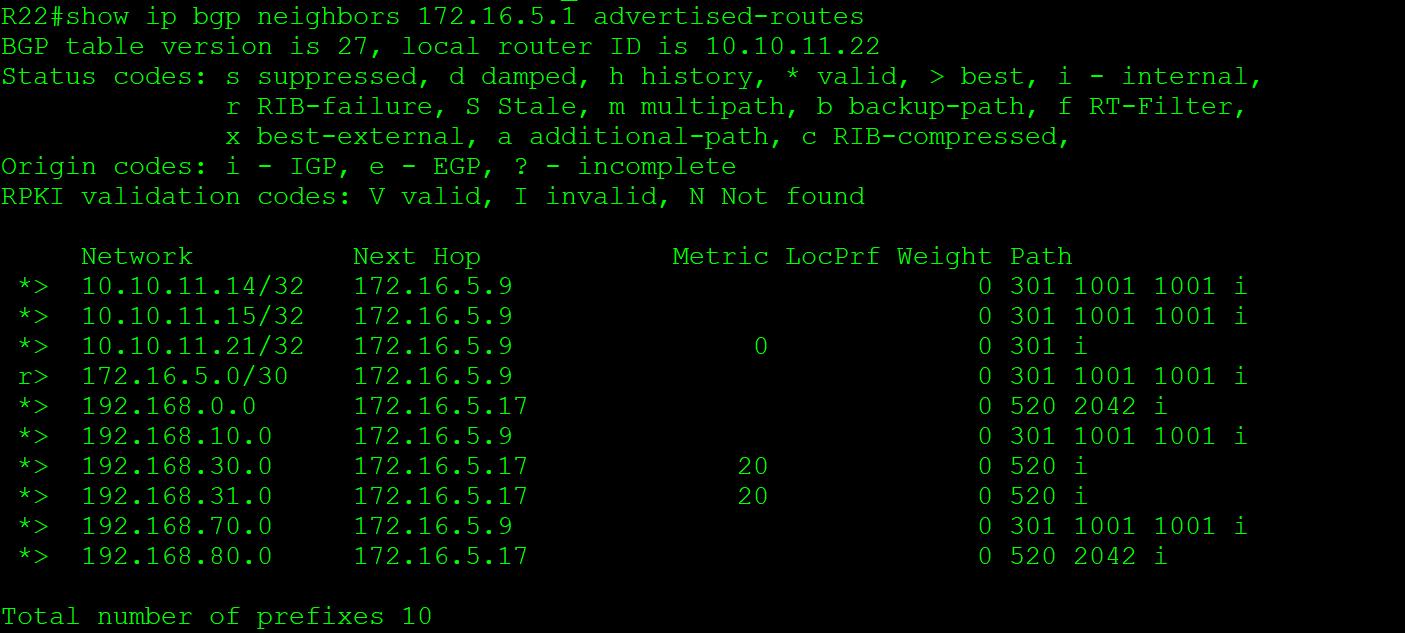 R22#show ip bgp neighbors 172.16.5.1 advertised-routes
BGP table version is 27, local router ID is 10.10.11.22
Status codes: s suppressed, d damped, h history, * valid, > best, i - internal,
              r RIB-failure, S Stale, m multipath, b backup-path, f RT-Filter,
              x best-external, a additional-path, c RIB-compressed,
Origin codes: i - IGP, e - EGP, ? - incomplete
RPKI validation codes: V valid, I invalid, N Not found

     Network          Next Hop            Metric LocPrf Weight Path
 *>  10.10.11.14/32   172.16.5.9                             0 301 1001 1001 i
 *>  10.10.11.15/32   172.16.5.9                             0 301 1001 1001 i
 *>  10.10.11.21/32   172.16.5.9               0             0 301 i
 r>  172.16.5.0/30    172.16.5.9                             0 301 1001 1001 i
 *>  192.168.0.0      172.16.5.17                            0 520 2042 i
 *>  192.168.10.0     172.16.5.9                             0 301 1001 1001 i
 *>  192.168.30.0     172.16.5.17             20             0 520 i
 *>  192.168.31.0     172.16.5.17             20             0 520 i
 *>  192.168.70.0     172.16.5.9                             0 301 1001 1001 i
 *>  192.168.80.0     172.16.5.17                            0 520 2042 i

Total number of prefixes 10